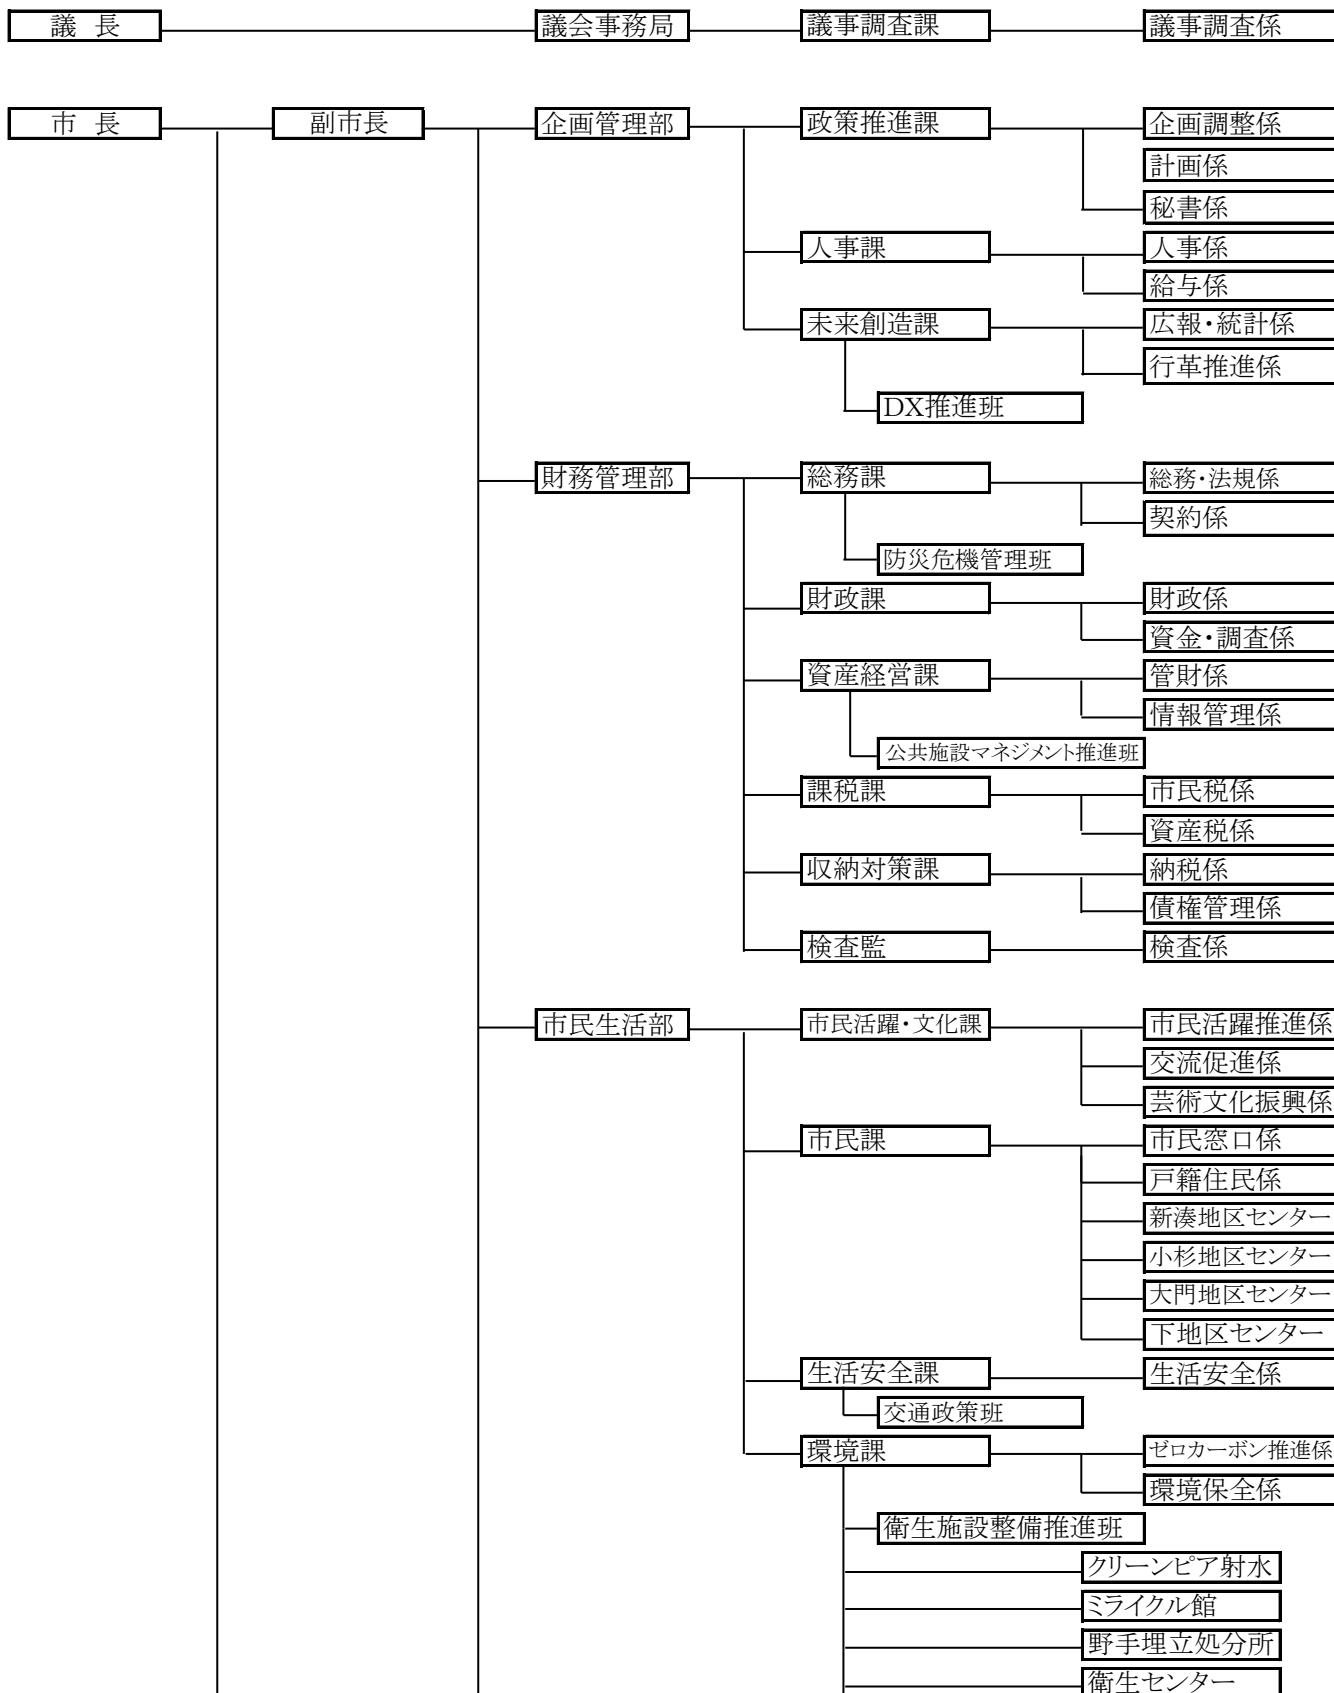 議 長 議会事務局 議事調査課 議事調査係
市 長 副市長 企画管理部 政策推進課 企画調整係
計画係
秘書係
人事課 人事係
給与係
未来創造課 広報・統計係
行革推進係
DX推進班
財務管理部 総務課 総務・法規係
契約係
防災危機管理班
財政課 財政係
資金・調査係
資産経営課 管財係
情報管理係
公共施設マネジメント推進班
課税課 市民税係
資産税係
収納対策課 納税係
債権管理係
検査監 検査係
市民生活部 市民活躍・文化課 市民活躍推進係
交流促進係
芸術文化振興係
市民課 市民窓口係
戸籍住民係
新湊地区センター
小杉地区センター
大門地区センター
下地区センター
生活安全課 生活安全係
交通政策班
環境課 ゼロカーボン推進係
環境保全係
衛生施設整備推進班
クリーンピア射水
ミライクル館
野手埋立処分所
衛生センター